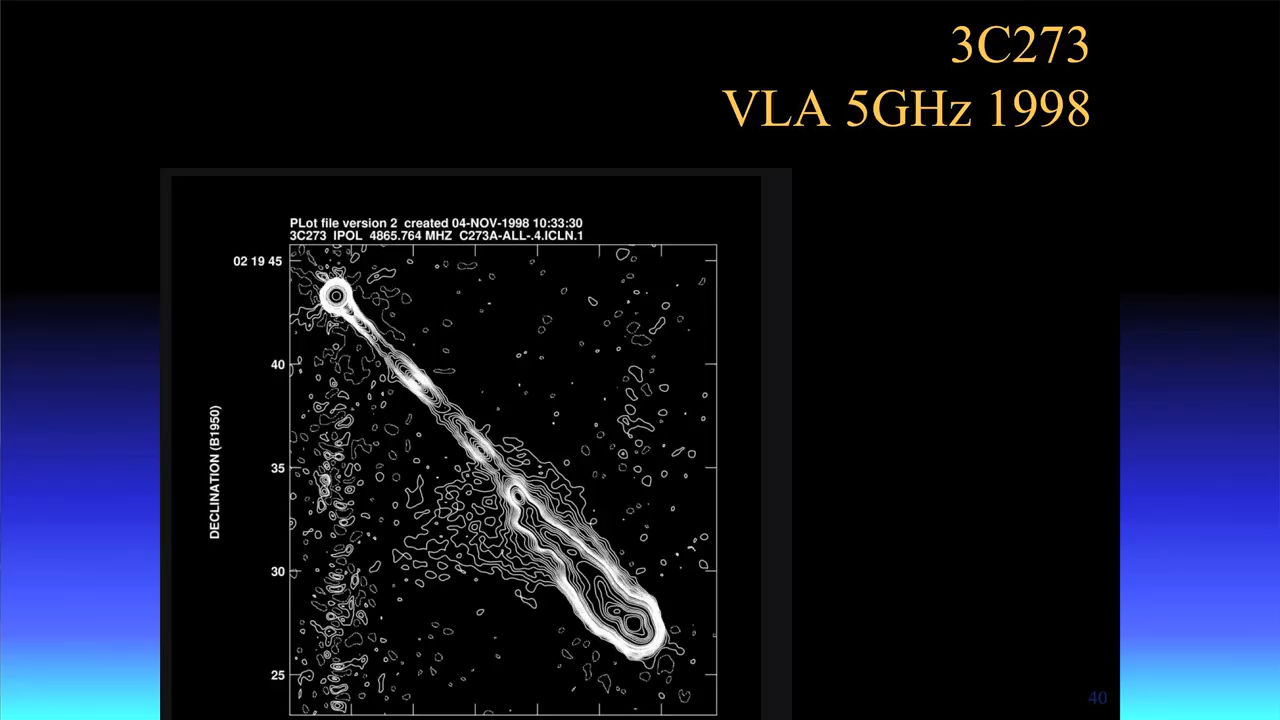 3C273
VLA 5GHz 1998
PLot file version 2 created 04-NOV-1998 10:33:30
3C273 IPOL 4865.764 MHZ C273A-ALL-.4.ICLN.1
02 19 45
40
35
30
25
DECLINATION (B1950)
40